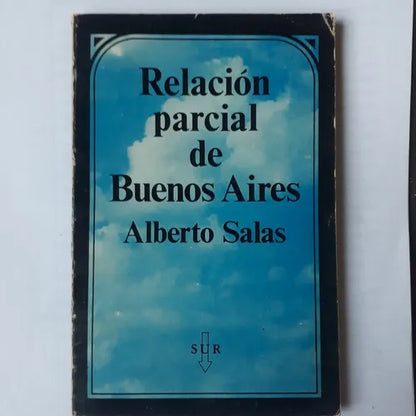 Relación
parcial
de
Buenos Aires
Alberto Salas
SUR